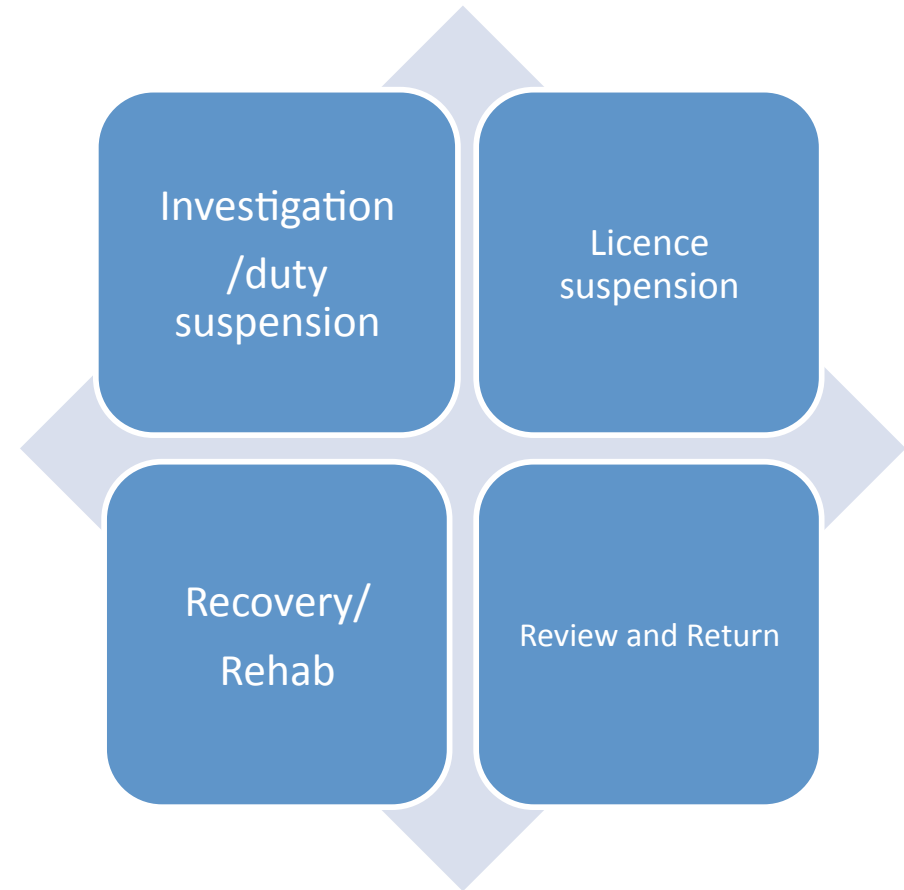 Investigation
/duty
suspension
Licence
suspension
Recovery/
Rehab
Review and Return